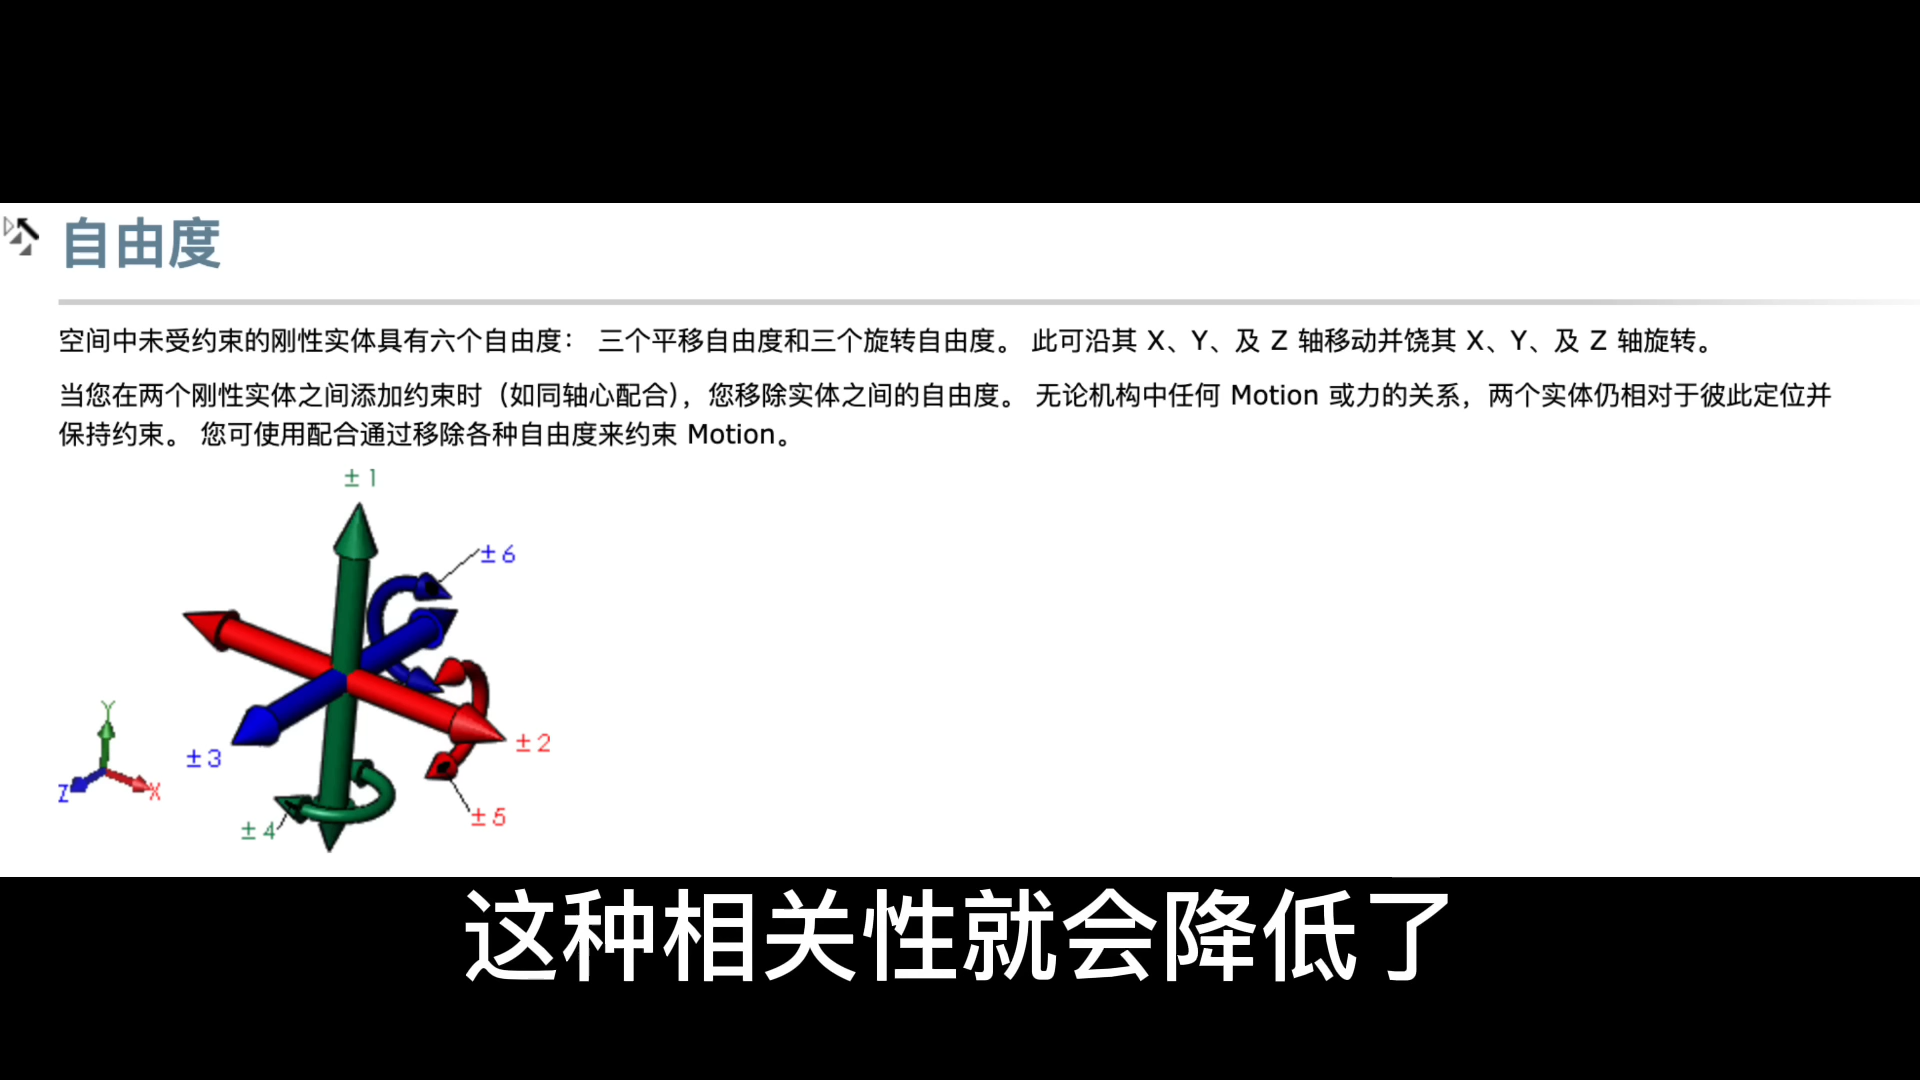 自由度
空间中未受约束的刚性实体具有六个自由度： 三个平移自由度和三个旋转自由度。 此可沿其 X、Y、及 Z 轴移动并饶其 X、Y、及 Z 轴旋转。
当您在两个刚性实体之间添加约束时（如同轴心配合），您移除实体之间的自由度。 无论机构中任何 Motion 或力的关系，两个实体仍相对于彼此定位并
保持约束。 您可使用配合通过移除各种自由度来约束 Motion。
±1
±6
±2
±3
±5
±4
Y
Z
X
这种相关性就会降低了